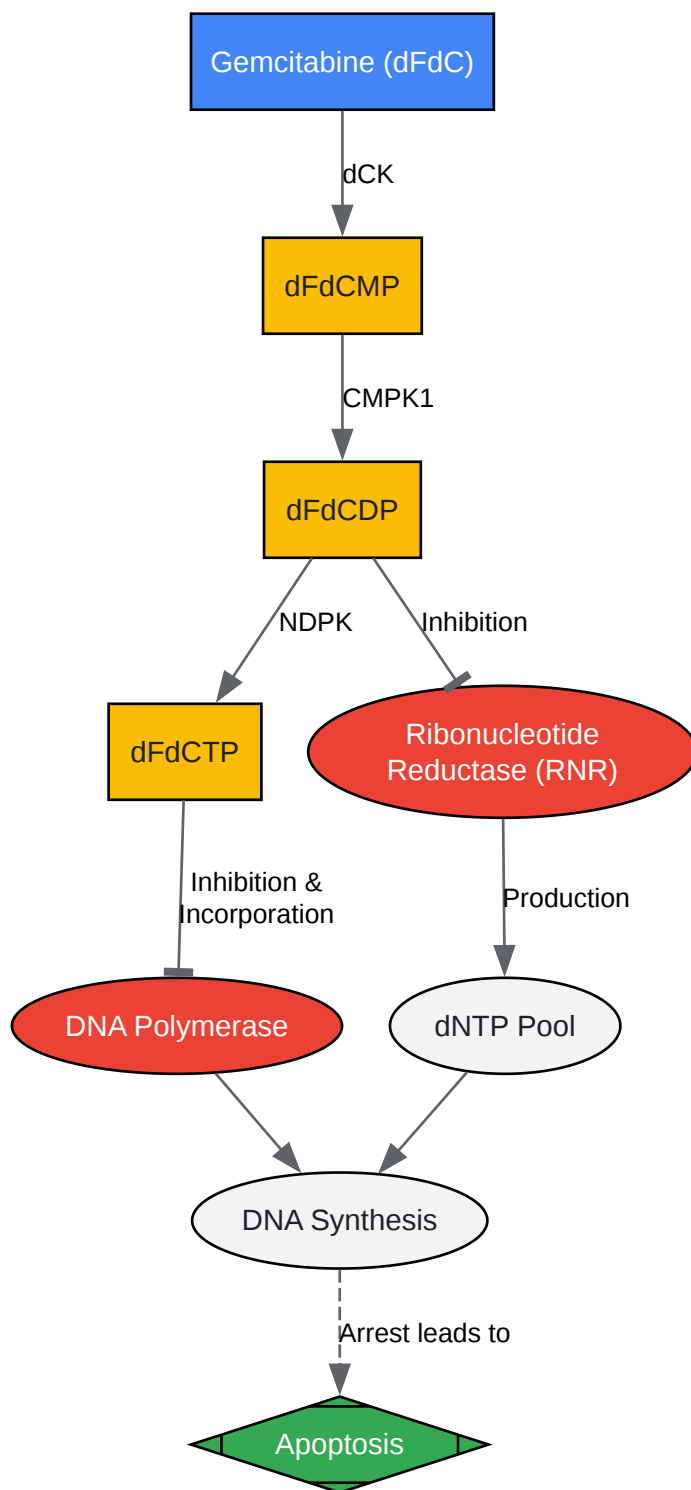 Gemcitabine (dFdC)
dCK
dFdCMP
CMPK1
dFdCDP
NDPK
Inhibition
dFdCTP
Ribonucleotide
Reductase (RNR)
Inhibition &
Incorporation
Production
DNA Polymerase
dNTP Pool
DNA Synthesis
Arrest leads to
Apoptosis